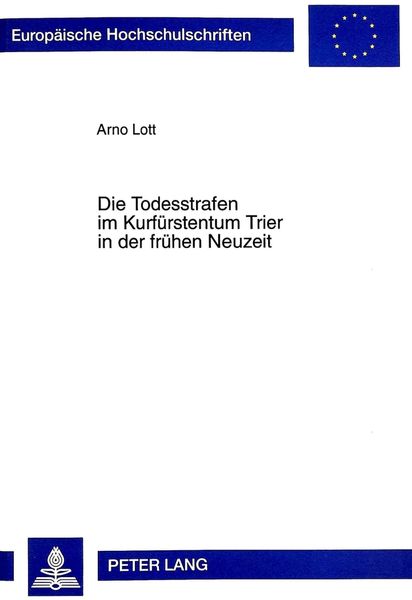 Europäische Hochschulschriften
Arno Lott
Die Todesstrafen
im Kurfürstentum Trier
in der frühen Neuzeit
PETER LANG